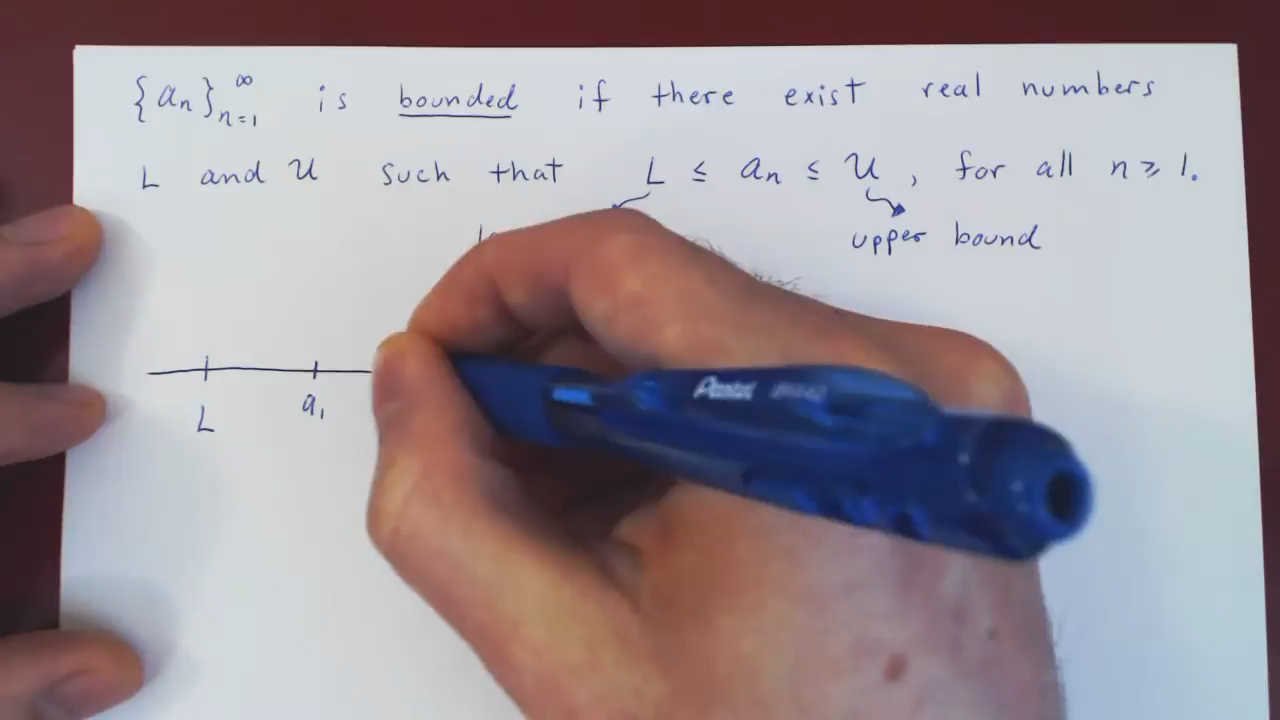 {aₙ}ₙ₌₁^∞ is bounded if there exist real numbers
L and U such that L ≤ aₙ ≤ U , for all n ≥ 1.
upper bound
L a₁
Pentel